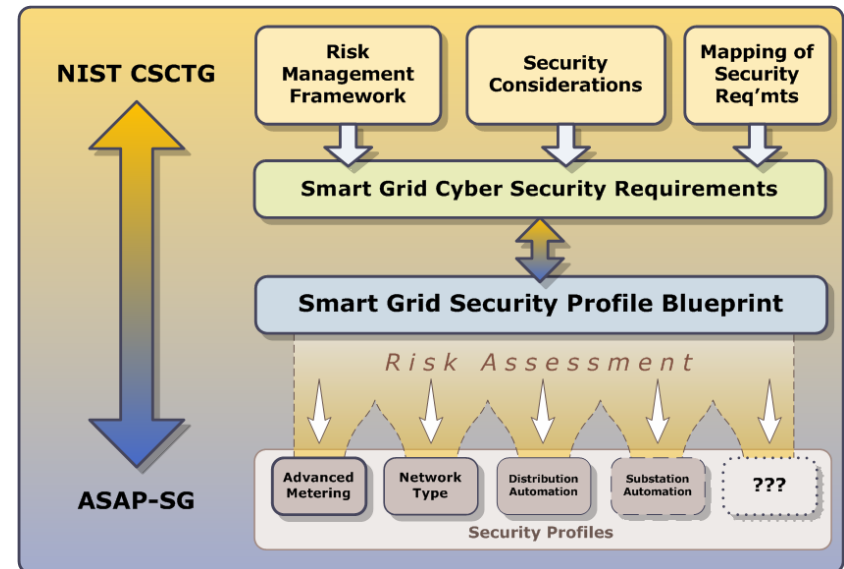 NIST CSCTG
Risk
Management
Framework
Security
Considerations
Mapping of
Security
Req'mts
Smart Grid Cyber Security Requirements
Smart Grid Security Profile Blueprint
Risk Assessment
ASAP-SG
Advanced
Metering
Network
Type
Distribution
Automation
Substation
Automation
???
Security Profiles